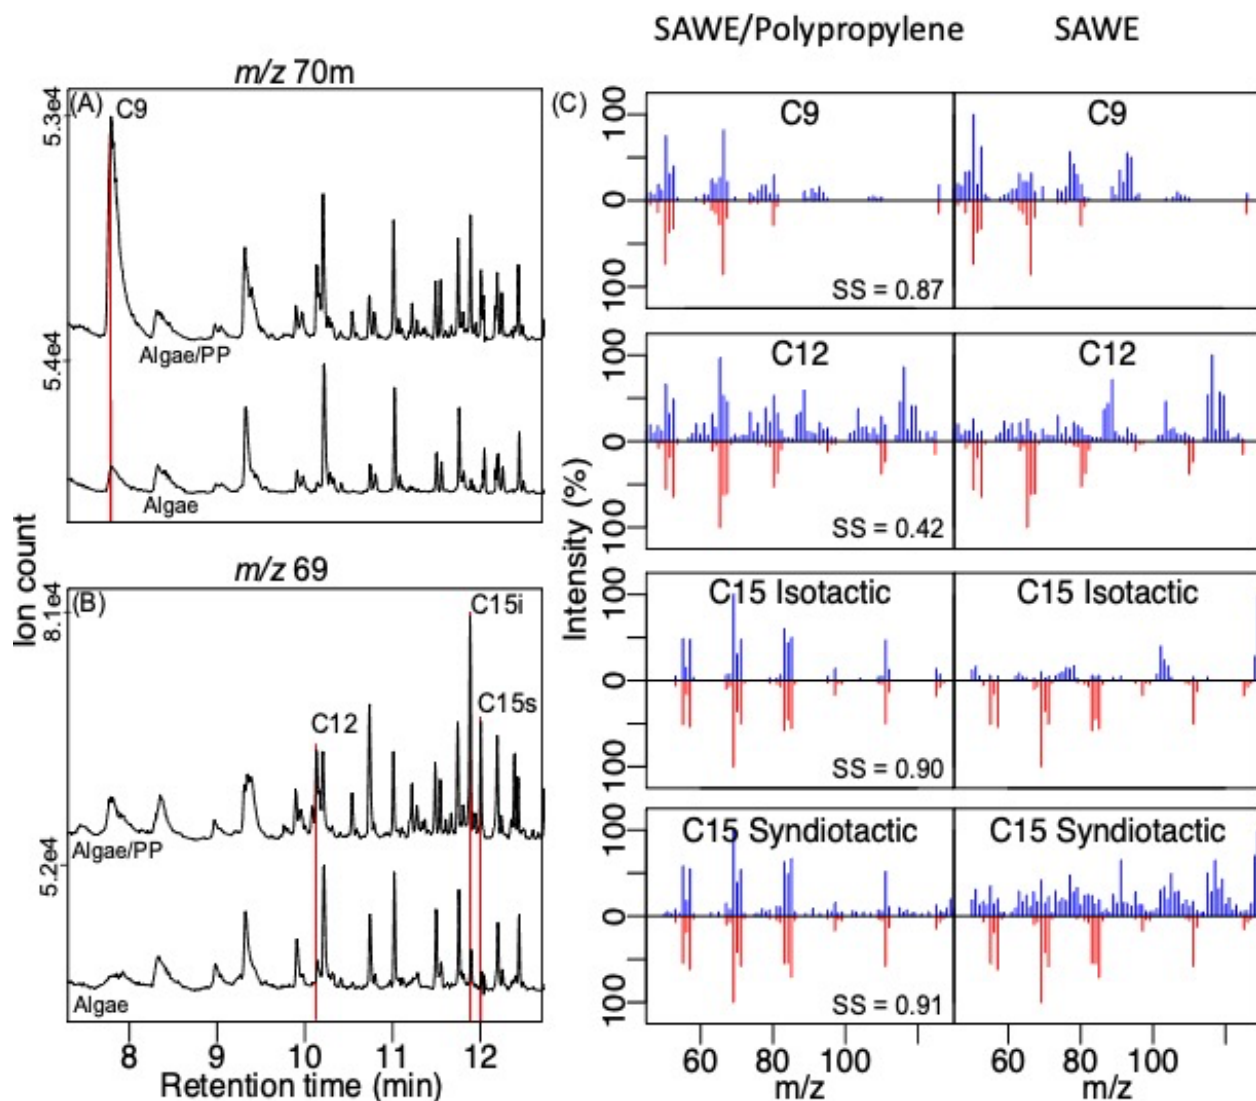 SAWE/Polypropylene SAWE
m/z 70m
(A)
C9
5.3e4
Algae/PP
5.4e4
Algae
Ion count
m/z 69
(B)
8.1e4
C15i
C15s
C12
Algae/PP
5.2e4
Algae
8 9 10 11 12
Retention time (min)
(C)
Intensity (%)
C9 C9
100
0
100
SS = 0.87
C12 C12
100
0
100
SS = 0.42
C15 Isotactic C15 Isotactic
100
0
100
SS = 0.90
C15 Syndiotactic C15 Syndiotactic
100
0
100
SS = 0.91
60 80 100 60 80 100
m/z m/z